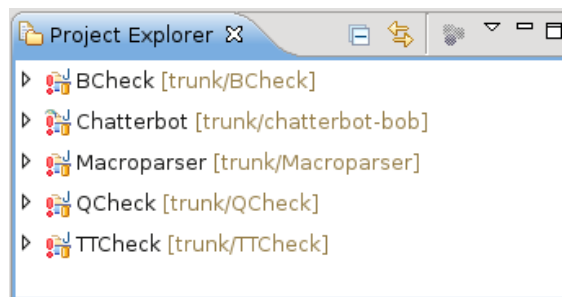 Project Explorer
BCheck [trunk/BCheck]
Chatterbot [trunk/chatterbot-bob]
Macroparser [trunk/Macroparser]
QCheck [trunk/QCheck]
TTCheck [trunk/TTCheck]